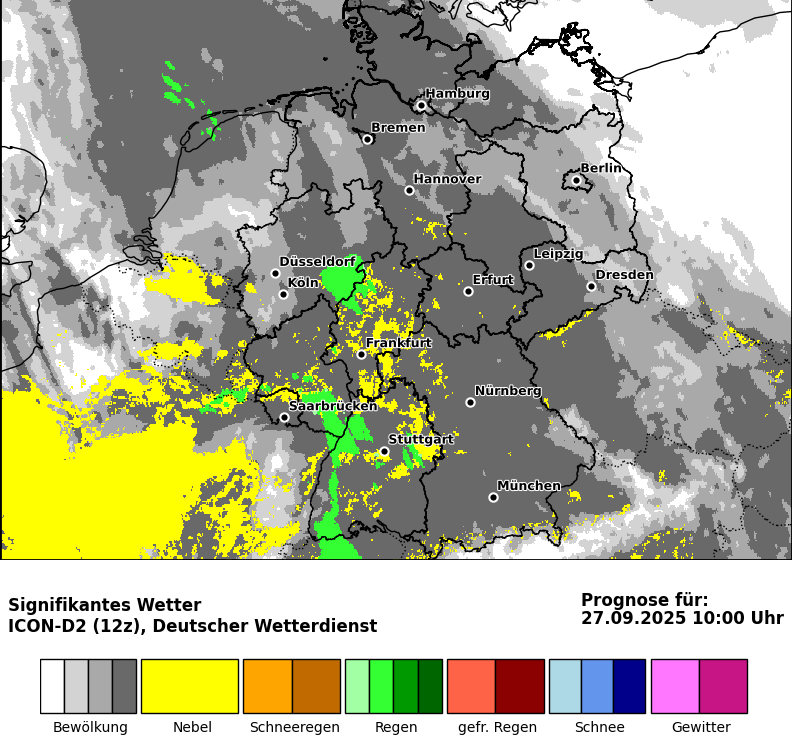 Hamburg
Bremen
Berlin
Hannover
Düsseldorf
Leipzig
Köln
Erfurt
Dresden
Frankfurt
Nürnberg
Saarbrücken
Stuttgart
München
Signifikantes Wetter
ICON-D2 (12z), Deutscher Wetterdienst
Prognose für:
27.09.2025 10:00 Uhr
Bewölkung Nebel Schneeregen Regen gefr. Regen Schnee Gewitter